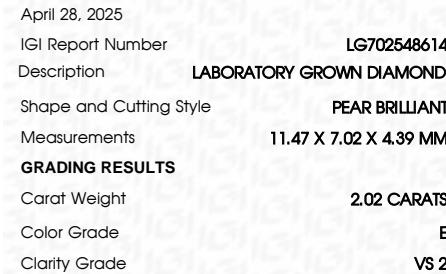 April 28, 2025
IGI Report Number LG702548614
Description LABORATORY GROWN DIAMOND
Shape and Cutting Style PEAR BRILLIANT
Measurements 11.47 X 7.02 X 4.39 MM
GRADING RESULTS
Carat Weight 2.02 CARATS
Color Grade E
Clarity Grade VS 2